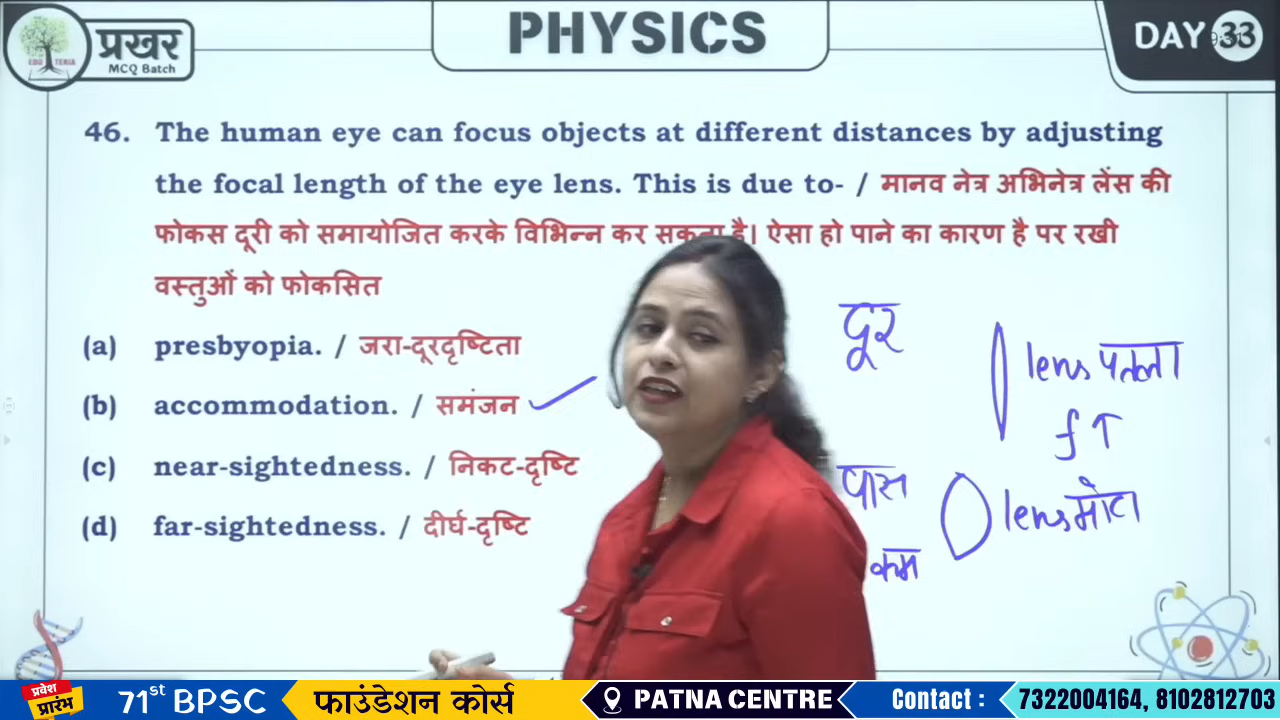 EDU TERIA
प्रखर
MCQ Batch
PHYSICS
DAY 33
46. The human eye can focus objects at different distances by adjusting
the focal length of the eye lens. This is due to- / मानव नेत्र अभिनेत्र लेंस की
फोकस दूरी को समायोजित करके विभिन्न कर सकता है। ऐसा हो पाने का कारण है पर रखी
वस्तुओं को फोकसित
(a) presbyopia. / जरा-दूरदृष्टिता
(b) accommodation. / समंजन
(c) near-sightedness. / निकट-दृष्टि
(d) far-sightedness. / दीर्घ-दृष्टि
दूर
lens पतला
f ↑
पास
lens मोटा
कम
प्रवेश
प्रारंभ
71st BPSC
फाउंडेशन कोर्स
PATNA CENTRE
Contact :
7322004164, 8102812703